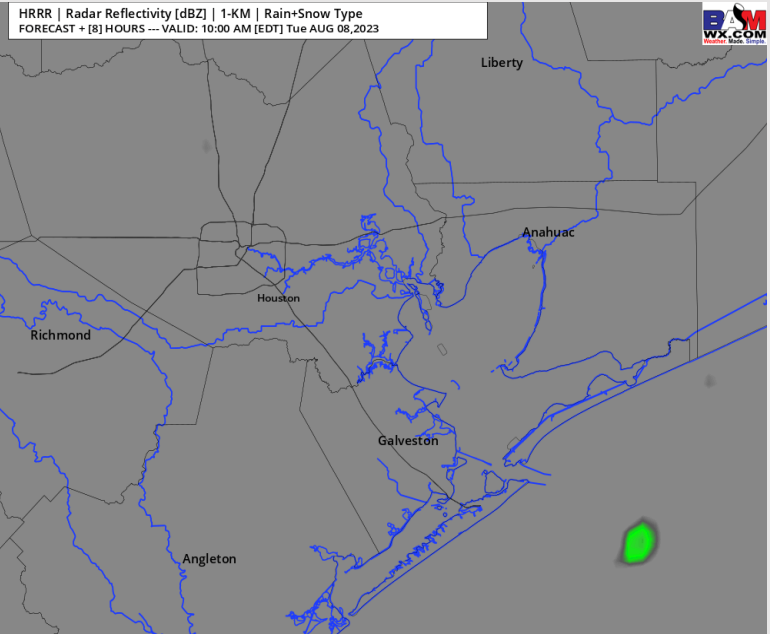 HRRR | Radar Reflectivity [dBZ] | 1-KM | Rain+Snow Type
FORECAST + [8] HOURS --- VALID: 10:00 AM [EDT] Tue AUG 08,2023
BAM
WX.COM
Weather. Made. Simple.
Liberty
Anahuac
Houston
Richmond
Galveston
Angleton